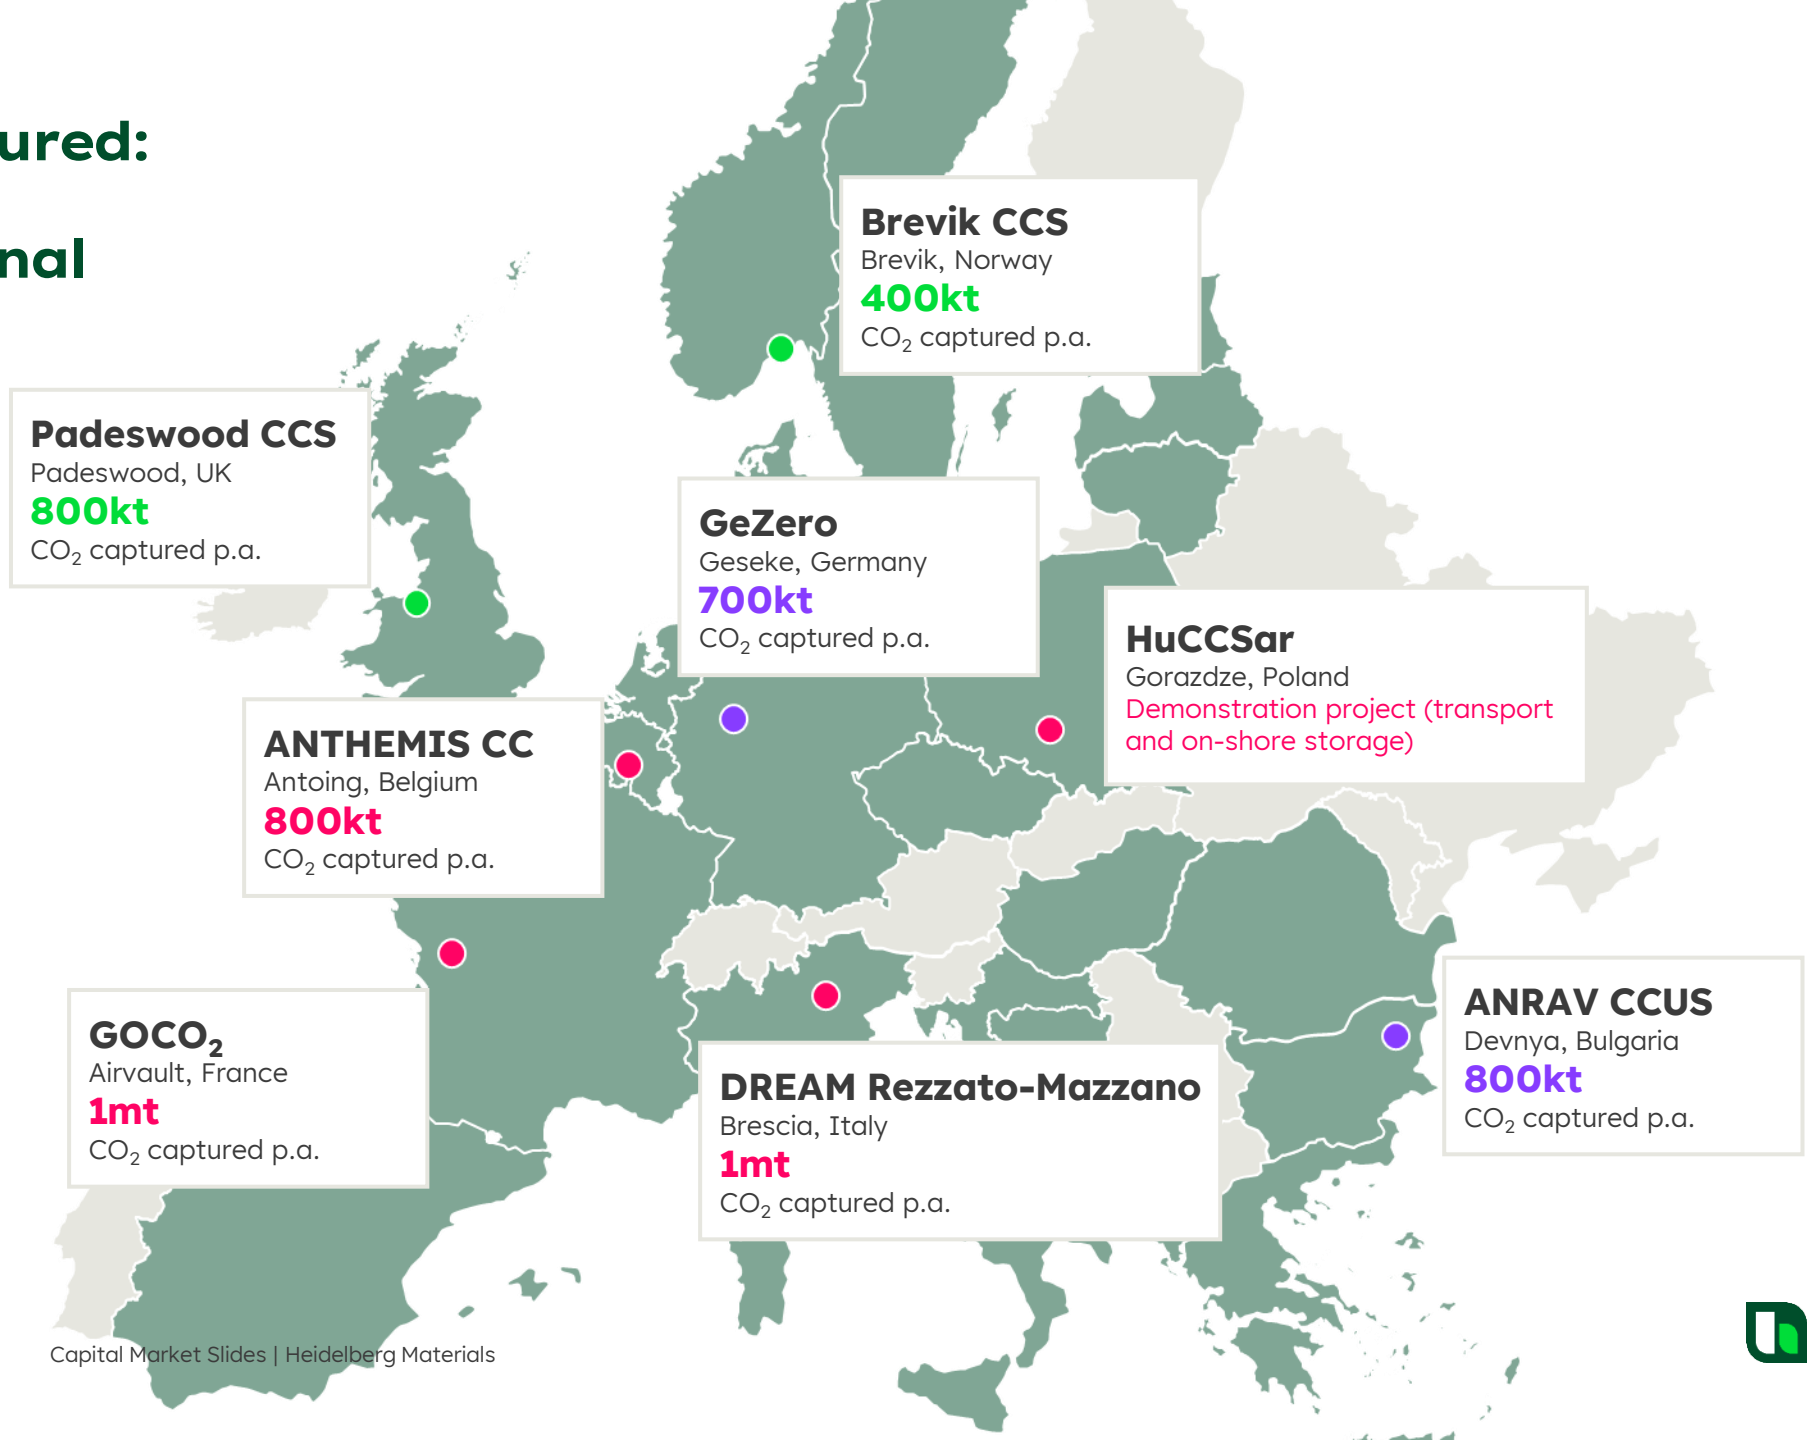 ured:
nal
Brevik CCS
Brevik, Norway
400kt
CO₂ captured p.a.
Padeswood CCS
Padeswood, UK
800kt
CO₂ captured p.a.
GeZero
Geseke, Germany
700kt
CO₂ captured p.a.
HuCCSar
Gorazdze, Poland
Demonstration project (transport
and on-shore storage)
ANTHEMIS CC
Antoing, Belgium
800kt
CO₂ captured p.a.
GOCO₂
Airvault, France
1mt
CO₂ captured p.a.
DREAM Rezzato-Mazzano
Brescia, Italy
1mt
CO₂ captured p.a.
ANRAV CCUS
Devnya, Bulgaria
800kt
CO₂ captured p.a.
Capital Market Slides | Heidelberg Materials